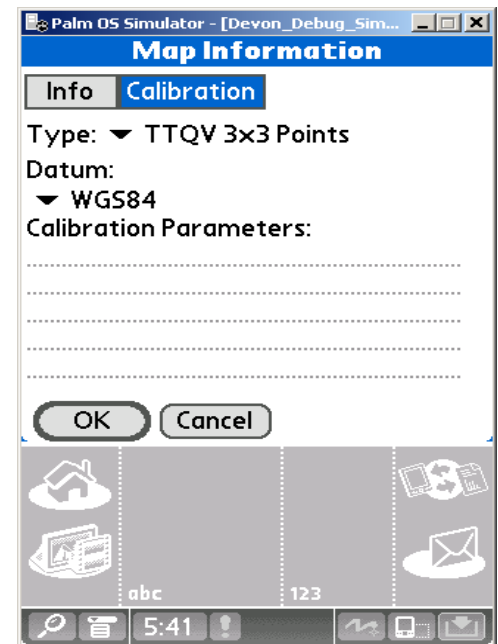 Palm OS Simulator - [Devon_Debug_Sim...
Map Information
Info Calibration
Type: TTQV 3x3 Points
Datum:
WGS84
Calibration Parameters:
OK Cancel
abc 123
5:41